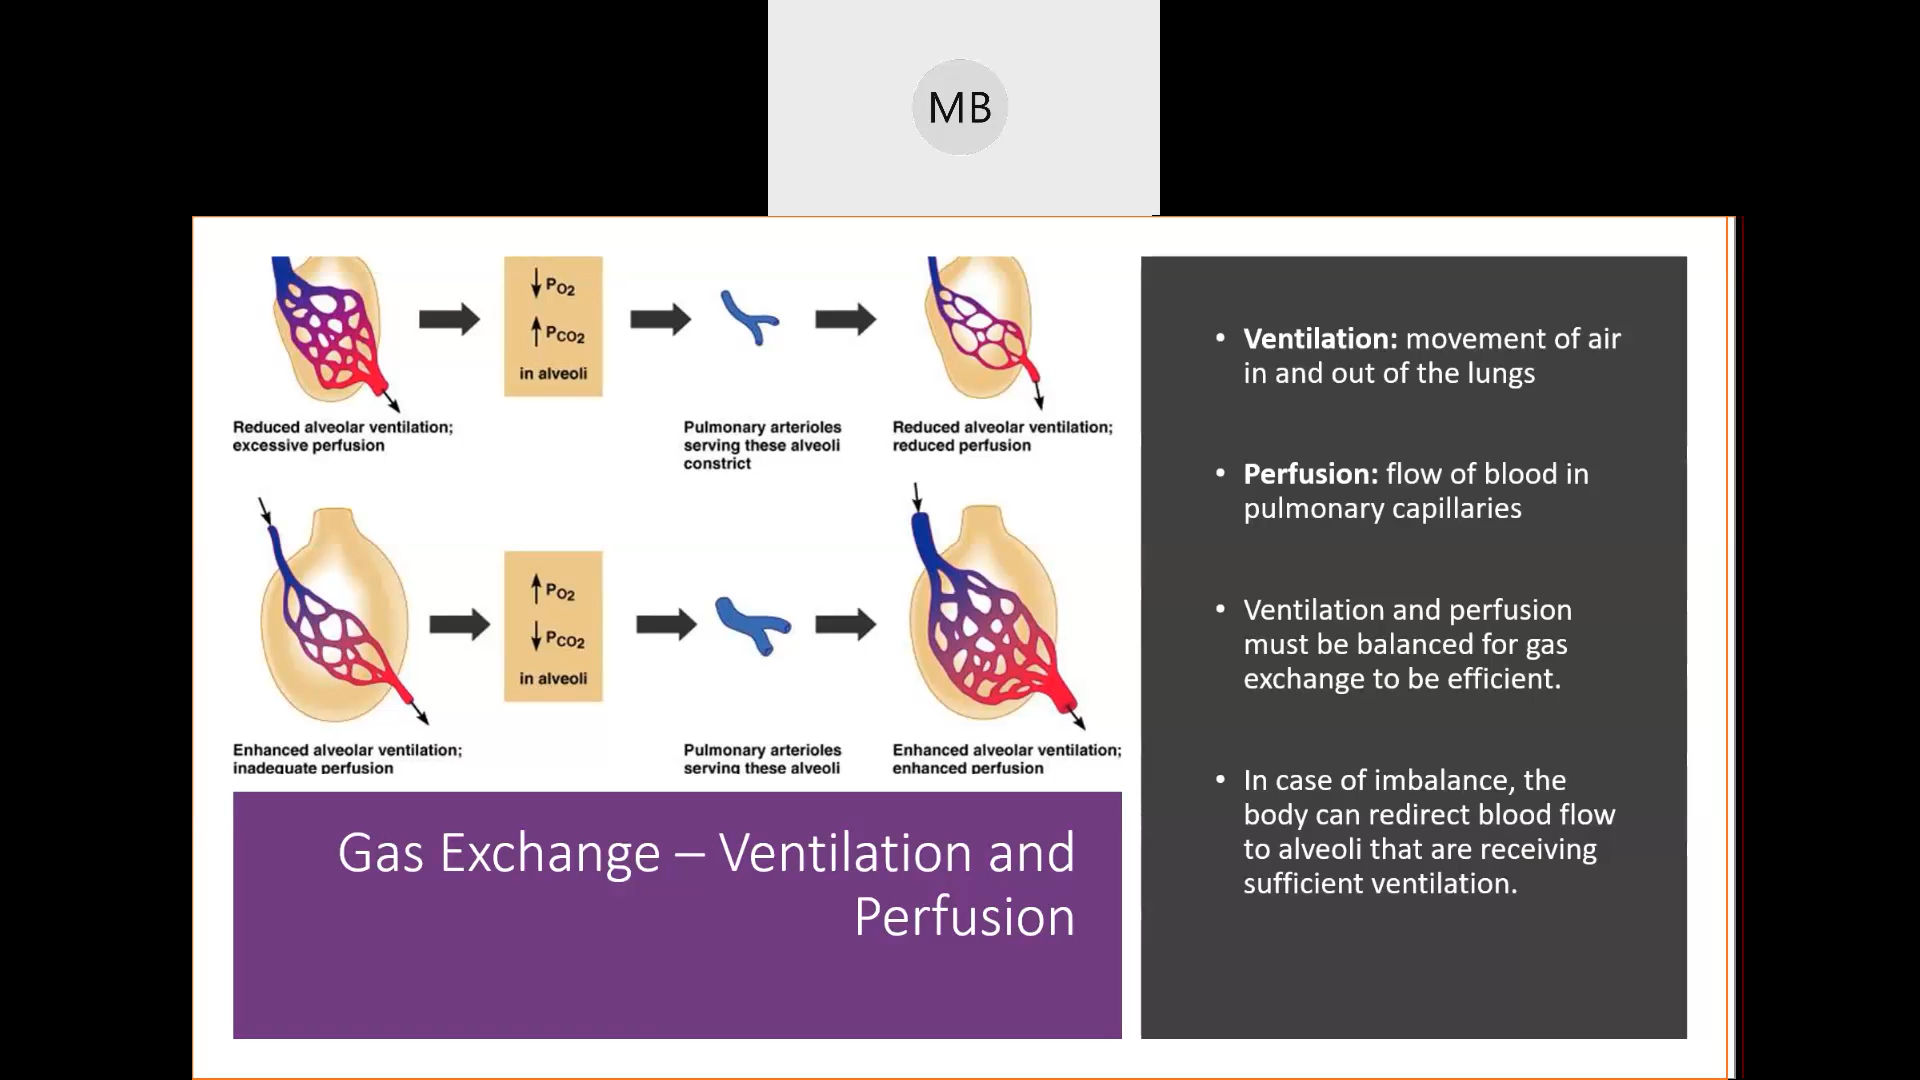 MB
PO2
PCO2
in alveoli
Reduced alveolar ventilation;
excessive perfusion
Pulmonary arterioles
serving these alveoli
constrict
Reduced alveolar ventilation;
reduced perfusion
PO2
PCO2
in alveoli
Enhanced alveolar ventilation;
inadequate perfusion
Pulmonary arterioles
serving these alveoli
Enhanced alveolar ventilation;
enhanced perfusion
Gas Exchange – Ventilation and
Perfusion
• Ventilation: movement of air
in and out of the lungs
• Perfusion: flow of blood in
pulmonary capillaries
• Ventilation and perfusion
must be balanced for gas
exchange to be efficient.
• In case of imbalance, the
body can redirect blood flow
to alveoli that are receiving
sufficient ventilation.